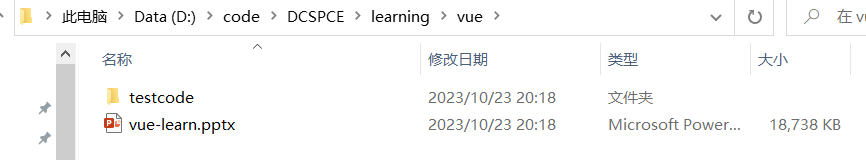 此电脑 > Data (D:) > code > DCSPCE > learning > vue >
在 vu
名称 修改日期 类型 大小
testcode 2023/10/23 20:18 文件夹
vue-learn.pptx 2023/10/23 20:18 Microsoft Power... 18,738 KB